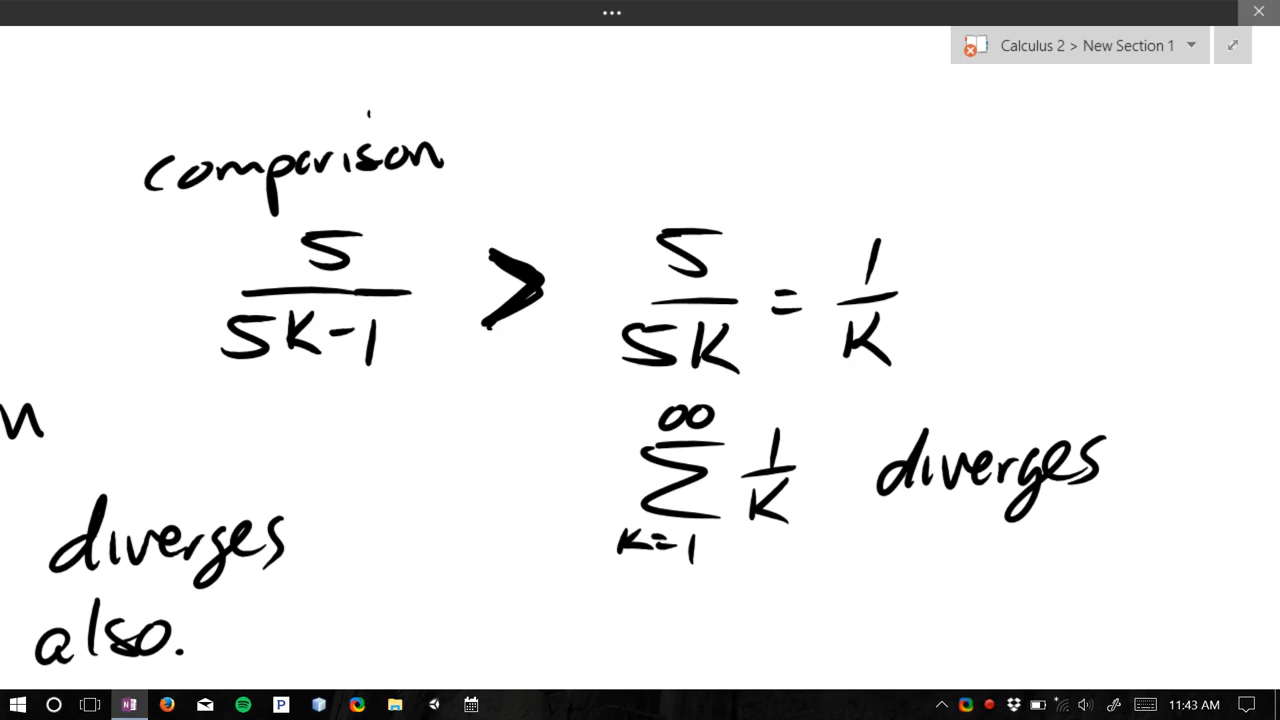 ...
Calculus 2 > New Section 1
comparison
5/(5K-1) > 5/(5K) = 1/K
n
∞
∑ 1/K diverges
K=1
diverges
also.
11:43 AM